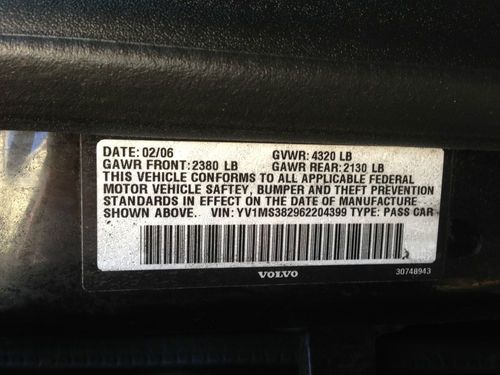 DATE: 02/06 GVWR: 4320 LB
GAWR FRONT: 2380 LB GAWR REAR: 2130 LB
THIS VEHICLE CONFORMS TO ALL APPLICABLE FEDERAL
MOTOR VEHICLE SAFTEY, BUMPER AND THEFT PREVENTION
STANDARDS IN EFFECT ON THE DATE OF MANUFACTURE
SHOWN ABOVE. VIN: YV1MS382962204399 TYPE: PASS CAR
VOLVO 30748943